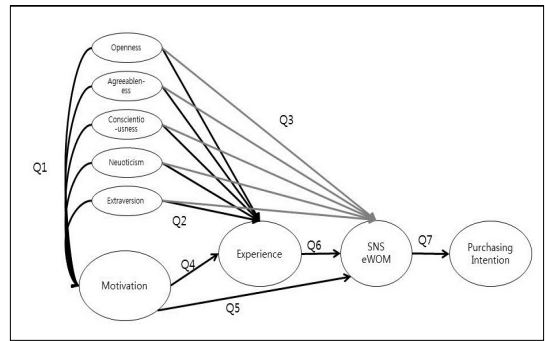 Openness
Agreeablen-
ess
Conscientio
-usness
Neuoticism
Extraversion
Q1
Q2
Q3
Motivation
Q4
Q5
Experience
Q6
SNS
eWOM
Q7
Purchasing
Intention